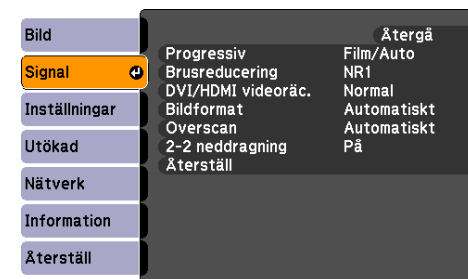 Bild
Signal
Inställningar
Utökad
Nätverk
Information
Återställ
Återgå
Progressiv Film/Auto
Brusreducering NR1
DVI/HDMI videoräc. Normal
Bildformat Automatiskt
Overscan Automatiskt
2-2 neddragning På
Återställ